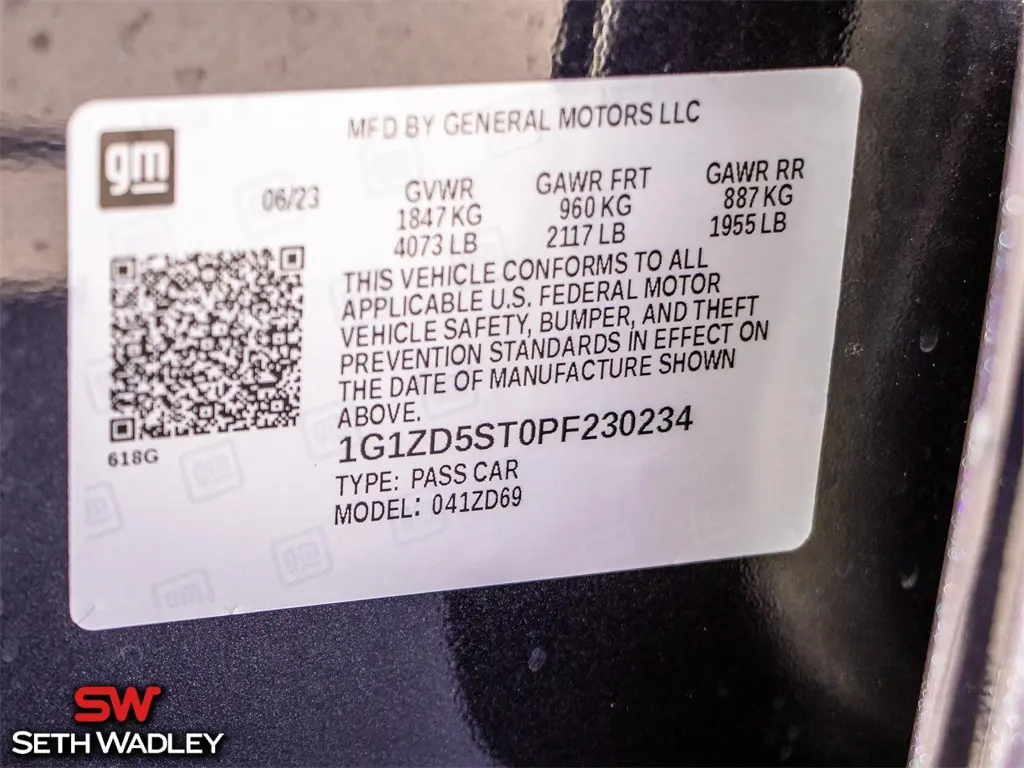 gm
MFD BY GENERAL MOTORS LLC
06/23
GVWR
1847 KG
4073 LB
GAWR FRT
960 KG
2117 LB
GAWR RR
887 KG
1955 LB
THIS VEHICLE CONFORMS TO ALL
APPLICABLE U.S. FEDERAL MOTOR
VEHICLE SAFETY, BUMPER, AND THEFT
PREVENTION STANDARDS IN EFFECT ON
THE DATE OF MANUFACTURE SHOWN
ABOVE.
618G
1G1ZD5ST0PF230234
TYPE: PASS CAR
MODEL: 041ZD69
SW
SETH WADLEY